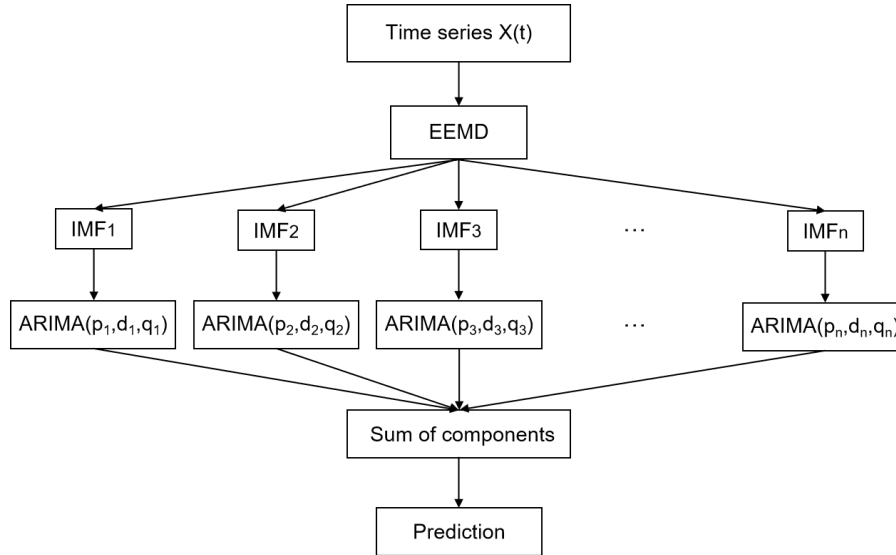 Time series X(t)
EEMD
IMF₁ IMF₂ IMF₃ ... IMFₙ
ARIMA(p₁,d₁,q₁) ARIMA(p₂,d₂,q₂) ARIMA(p₃,d₃,q₃) ... ARIMA(pₙ,dₙ,qₙ)
Sum of components
Prediction